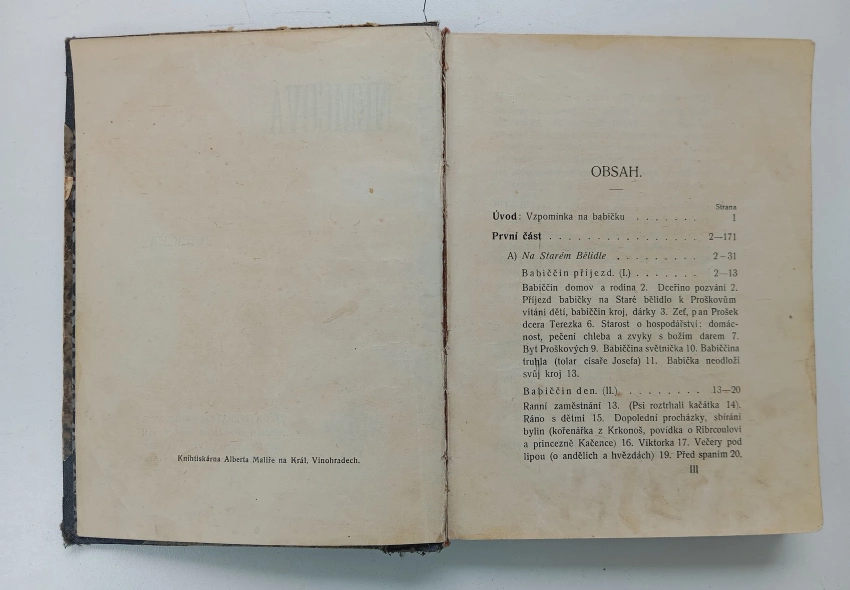 Knihtiskárna Alberta Malíře na Král, Vinohradech.
OBSAH.
Strana
Úvod: Vzpomínka na babičku . . . . . . . 1
První část . . . . . . . . . . . . . . . . 2—171
A) Na Starém Bělidle . . . . . . . . . 2-31
Babiččin příjezd. (I.) . . . . . . . 2—13
Babiččin domov a rodina 2. Dceřino pozvání 2.
Příjezd babičky na Staré bělidlo k Proškovům
vítání dětí, babiččin kroj, dárky 3. Zeť, pan Prošek
dcera Terezka 6. Starost o hospodářství: domác-
nost, pečení chleba a zvyky s božím darem 7.
Byt Proškových 9. Babiččina světnička 10. Babiččina
truhla (tolar císaře Josefa) 11. Babička neodloží
svůj kroj 13.
Babiččin den. (II.) . . . . . . . . 13—20
Ranní zaměstnání 13. (Psi roztrhali kačátka 14).
Ráno s dětmi 15. Dopolední procházky, sbírání
bylin (kořenářka z Krkonoš, povídka o Ribrcoulovi
a princezně Kačence) 16. Viktorka 17. Večery pod
lipou (o andělích a hvězdách) 19. Před spaním 20.
III